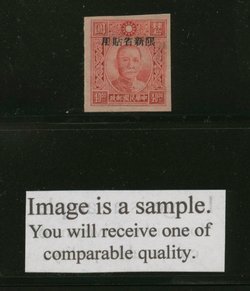 限新省貼用
Image is a sample.
You will receive one of
comparable quality.